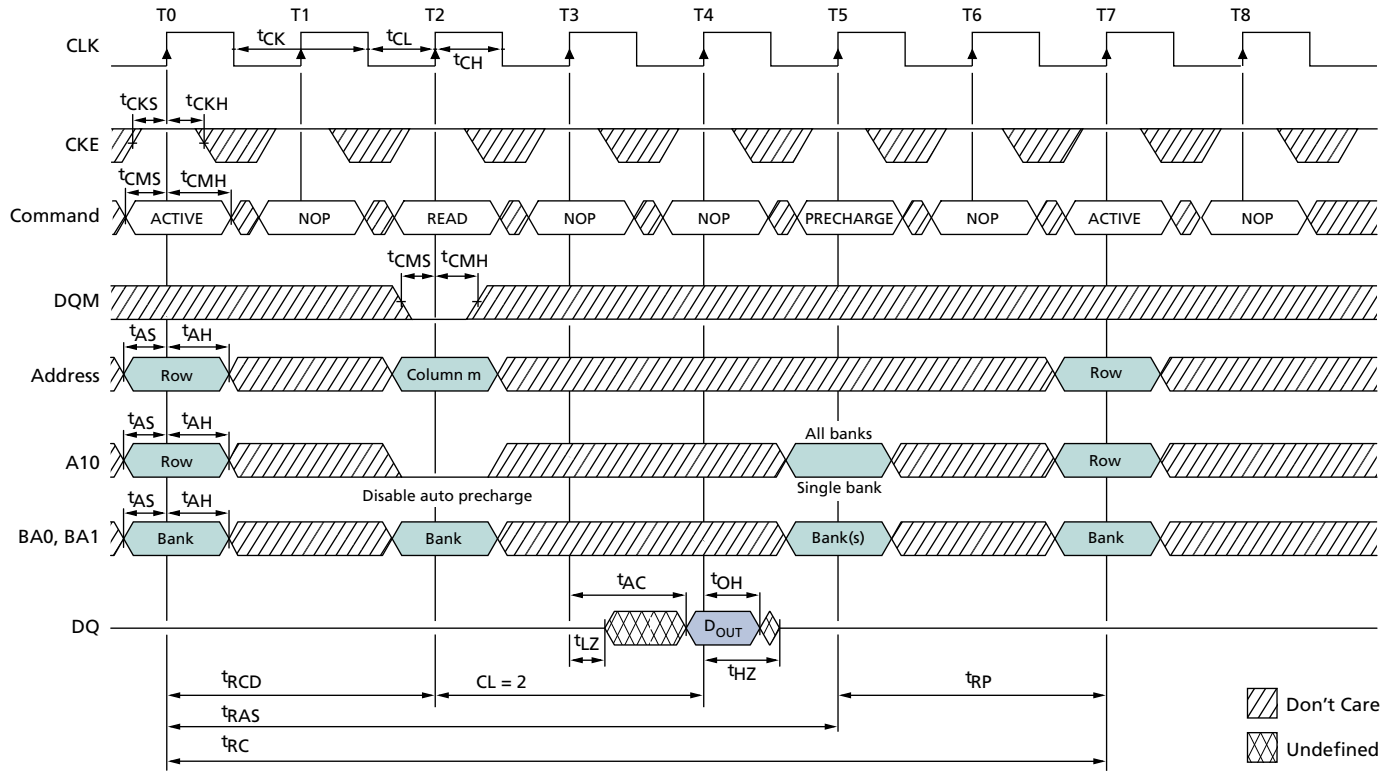 T0 T1 T2 T3 T4 T5 T6 T7 T8
CLK
tCK tCL
tCH
tCKS tCKH
CKE
tCMS tCMH
Command ACTIVE NOP READ NOP NOP PRECHARGE NOP ACTIVE NOP
tCMS tCMH
DQM
tAS tAH
Address Row Column m Row
tAS tAH
All banks
A10 Row Row
Disable auto precharge Single bank
tAS tAH
BA0, BA1 Bank Bank Bank(s) Bank
tAC tOH
DQ DOUT
tLZ tHZ
tRCD CL = 2 tRP
tRAS
tRC
Don't Care
Undefined